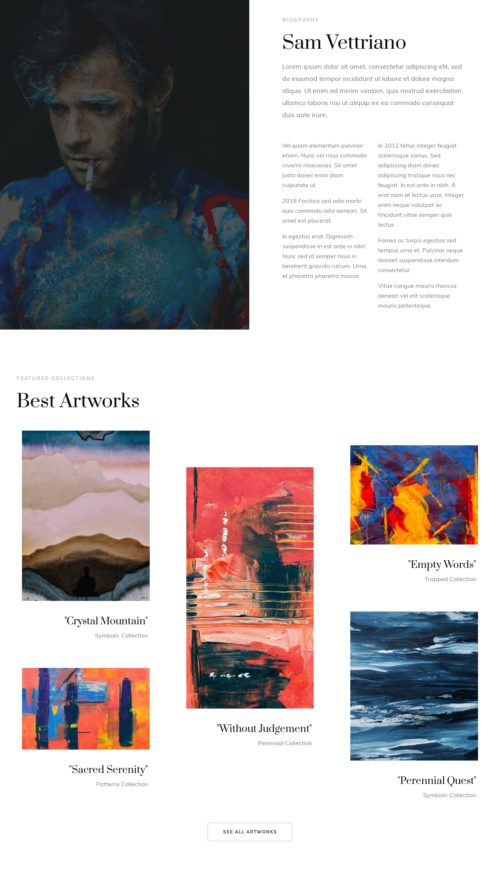 BIOGRAPHY
Sam Vettriano
Lorem ipsum dolor sit amet, consectetur adipiscing elit, sed
do eiusmod tempor incididunt ut labore et dolore magna
aliqua. Ut enim ad minim veniam, quis nostrud exercitation
ullamco laboris nisi ut aliquip ex ea commodo consequat
duis aute irure.
Vel quam elementum pulvinar
etiam. Nunc vel risus commodo
viverra maecenas. Sit amet
justo donec enim diam
vulputate ut.
2018 Facilisis sed odio morbi
quis commodo odio aenean. Sit
amet est placerat.
In egestas erat. Dignissim
suspendisse in est ante in nibh.
Nunc sed id semper risus in
hendrerit gravida rutrum. Urna
et pharetra pharetra massa.
In 2012 tellus integer feugiat
scelerisque varius. Sed
adipiscing diam donec
adipiscing tristique risus nec
feugiat. In est ante in nibh. A
erat nam at lectus urna. Integer
enim neque volutpat ac
tincidunt vitae semper quis
lectus.
Fames ac turpis egestas sed
tempus urna et. Pulvinar neque
laoreet suspendisse interdum
consectetur.
Vitae congue mauris rhoncus
aenean vel elit scelerisque
mauris pellentesque.
FEATURED COLLECTIONS
Best Artworks
"Crystal Mountain"
Symbolic Collection
"Sacred Serenity"
Patterns Collection
"Without Judgement"
Perennial Collection
"Empty Words"
Trapped Collection
"Perennial Quest"
Symbolic Collection
SEE ALL ARTWORKS